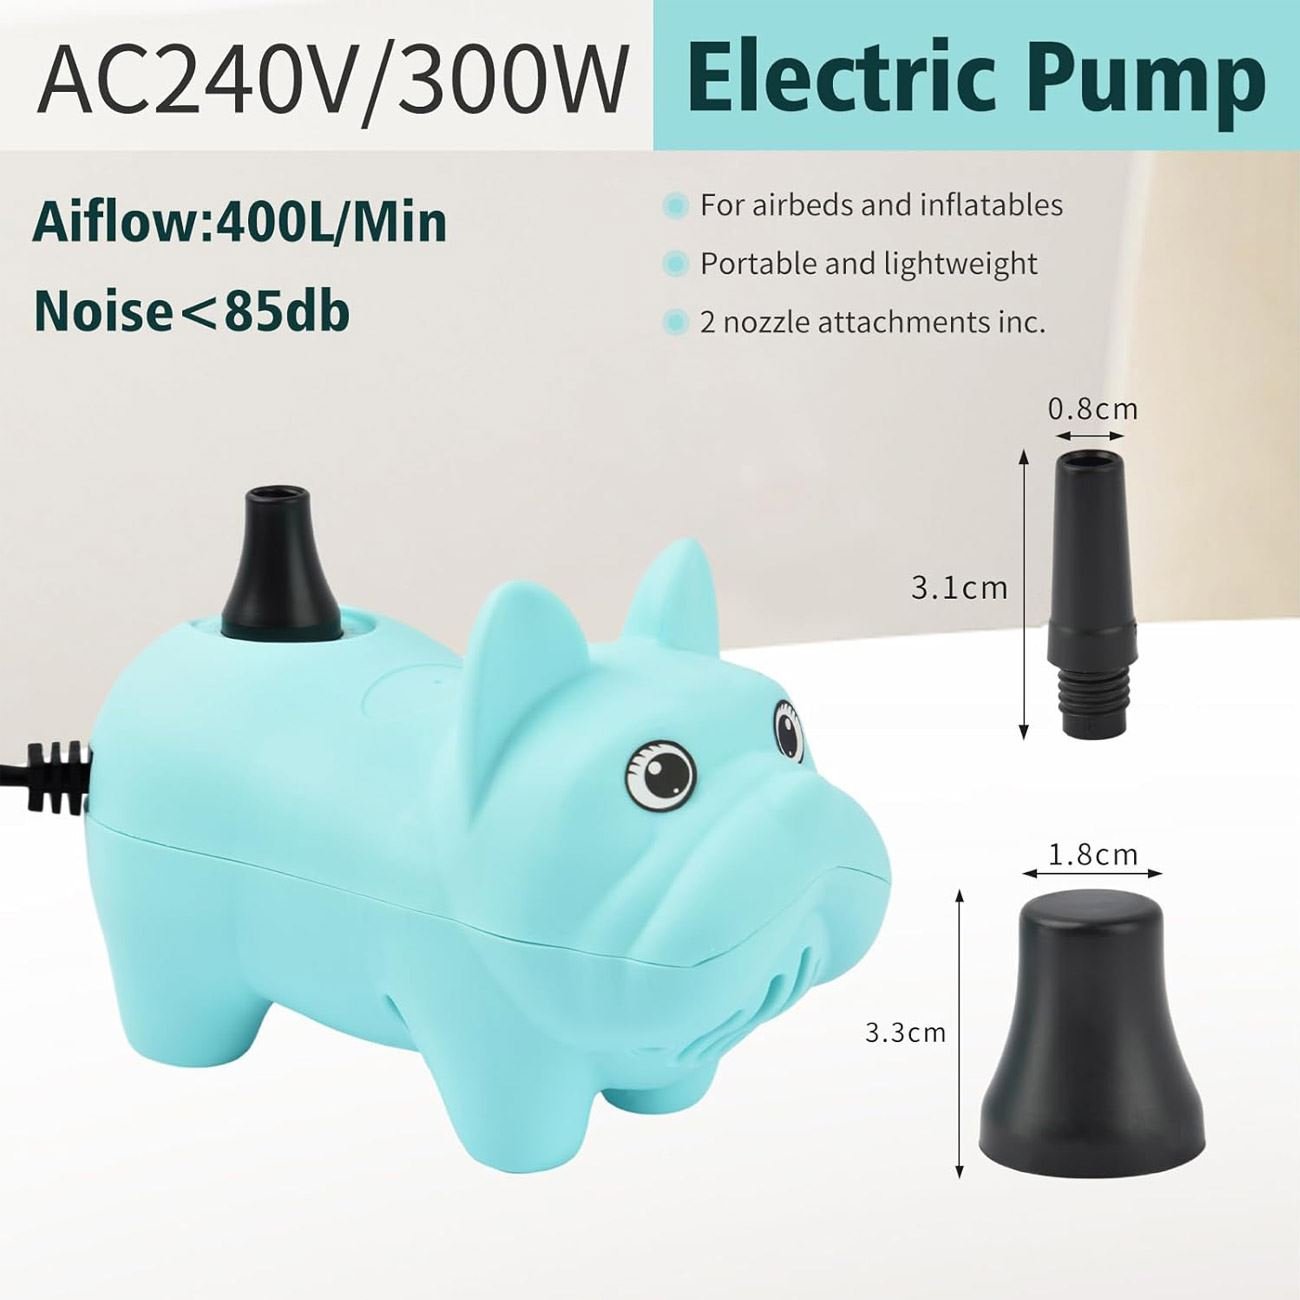 AC240V/300W
Electric Pump
Aiflow:400L/Min
Noise<85db
For airbeds and inflatables
Portable and lightweight
2 nozzle attachments inc.
0.8cm
3.1cm
1.8cm
3.3cm